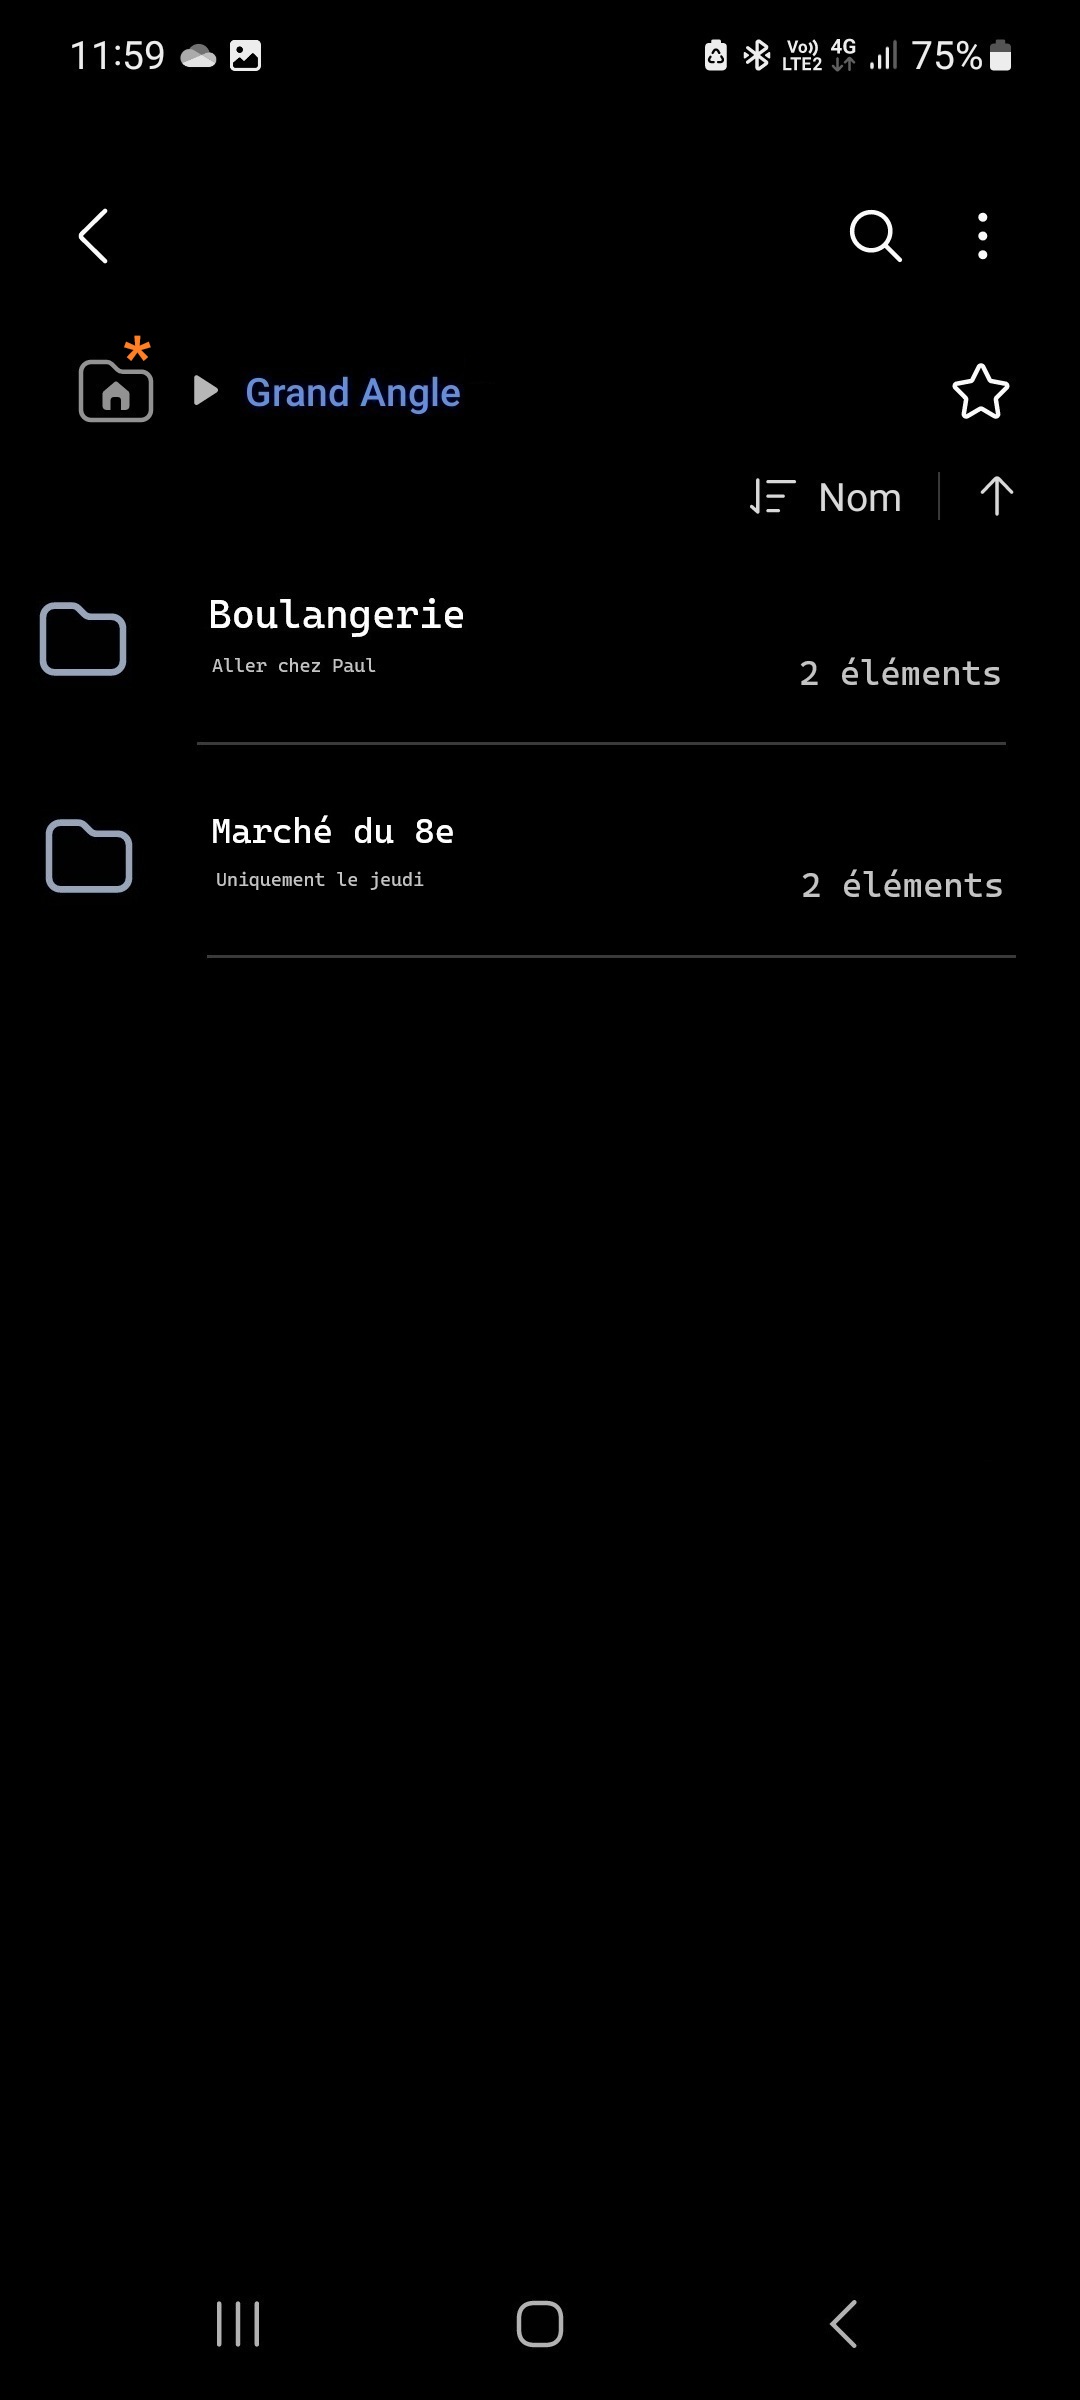 11:59 Vo)) LTE2 4G 75%
* Grand Angle
Nom
Boulangerie
Aller chez Paul
2 éléments
Marché du 8e
Uniquement le jeudi
2 éléments